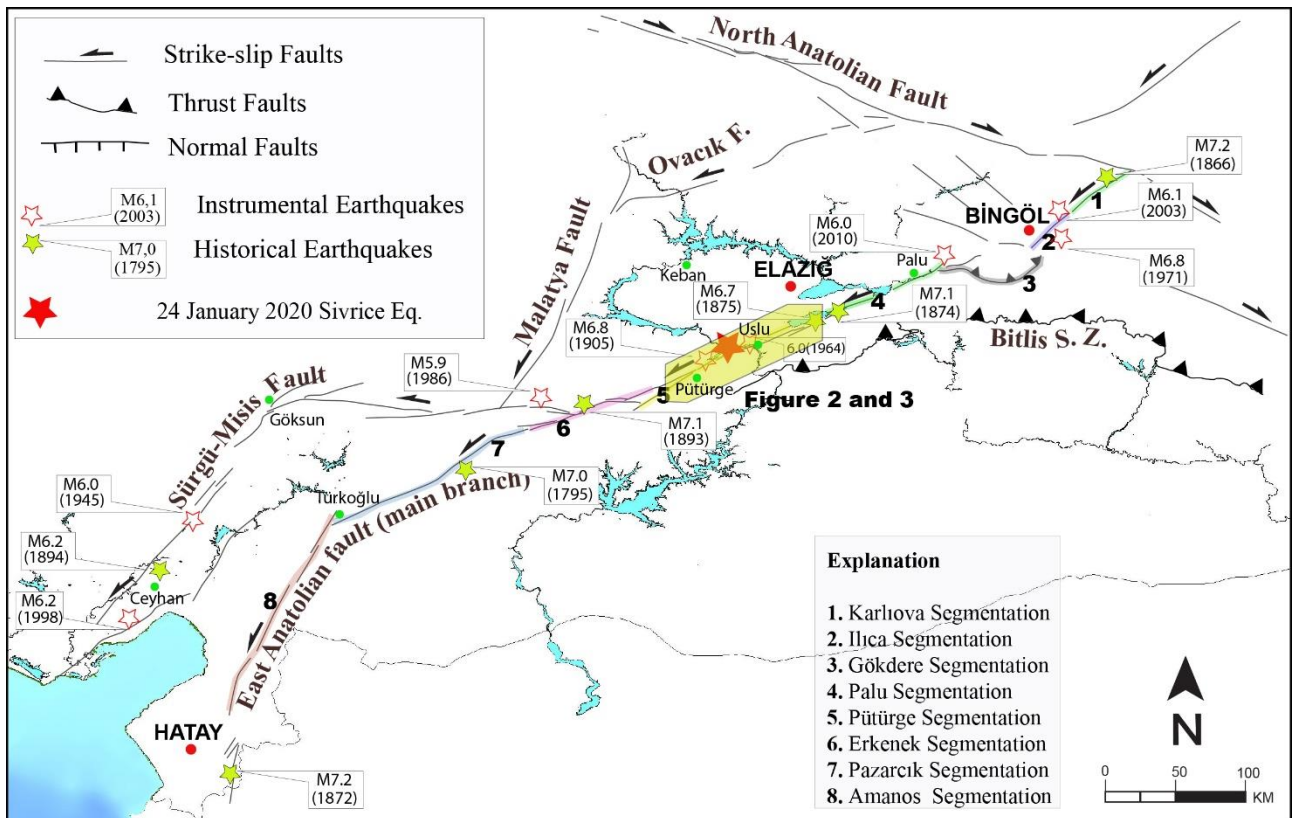 Strike-slip Faults
Thrust Faults
Normal Faults
M6,1
(2003)
Instrumental Earthquakes
M7,0
(1795)
Historical Earthquakes
24 January 2020 Sivrice Eq.
North Anatolian Fault
Ovacık F.
Malatya Fault
Sürgü-Misis Fault
East Anatolian fault (main branch)
Bitlis S. Z.
M7.2
(1866)
1
M6.1
(2003)
BİNGÖL
2
M6.8
(1971)
3
M6.0
(2010)
Palu
Keban
ELAZIĞ
4
M6.7
(1875)
M7.1
(1874)
M6.8
(1905)
Uslu
6.0(1964)
Pütürge
5
Figure 2 and 3
M5.9
(1986)
6
M7.1
(1893)
Göksun
7
M7.0
(1795)
M6.0
(1945)
Türkoğlu
M6.2
(1894)
Ceyhan
M6.2
(1998)
8
HATAY
M7.2
(1872)
Explanation
1. Karlıova Segmentation
2. Ilıca Segmentation
3. Gökdere Segmentation
4. Palu Segmentation
5. Pütürge Segmentation
6. Erkenek Segmentation
7. Pazarcık Segmentation
8. Amanos Segmentation
N
0 50 100
KM